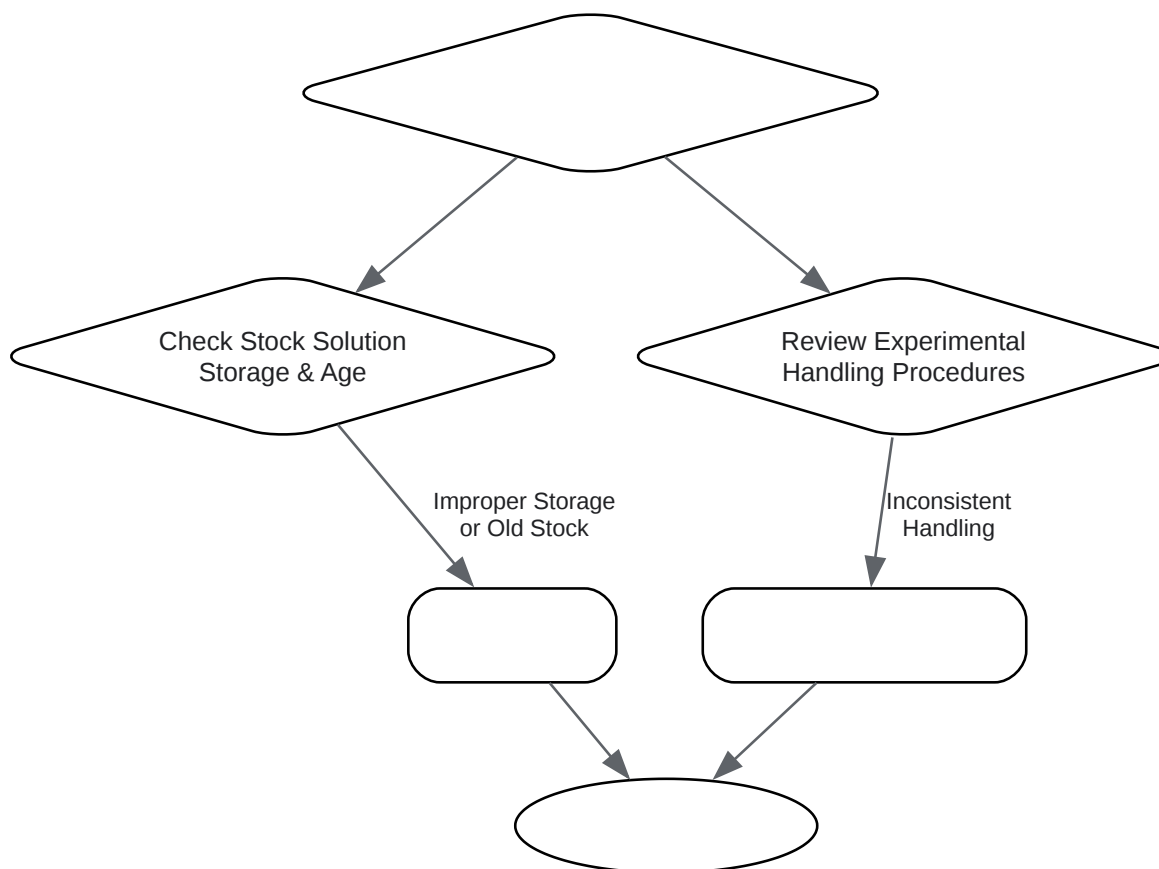 Check Stock Solution
Storage & Age
Review Experimental
Handling Procedures
Improper Storage
or Old Stock
Inconsistent
Handling